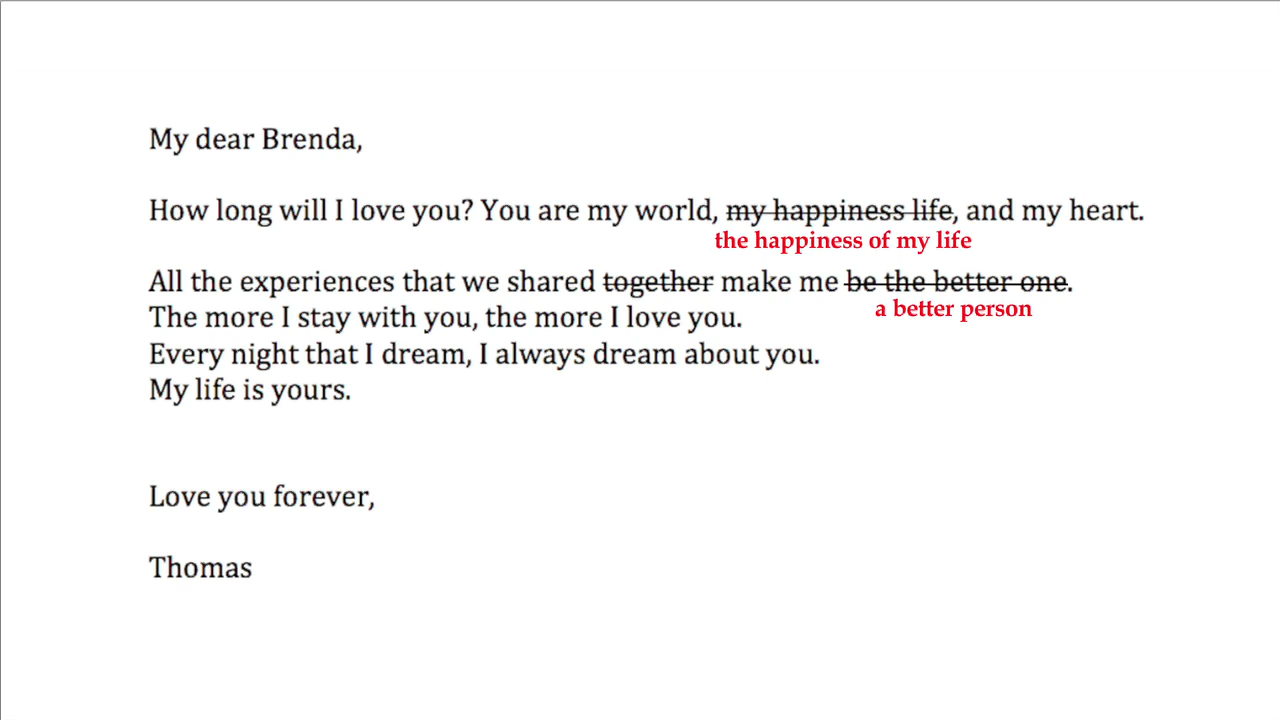 My dear Brenda,
How long will I love you? You are my world, my happiness life, and my heart.
the happiness of my life
All the experiences that we shared together make me be the better one.
a better person
The more I stay with you, the more I love you.
Every night that I dream, I always dream about you.
My life is yours.
Love you forever,
Thomas